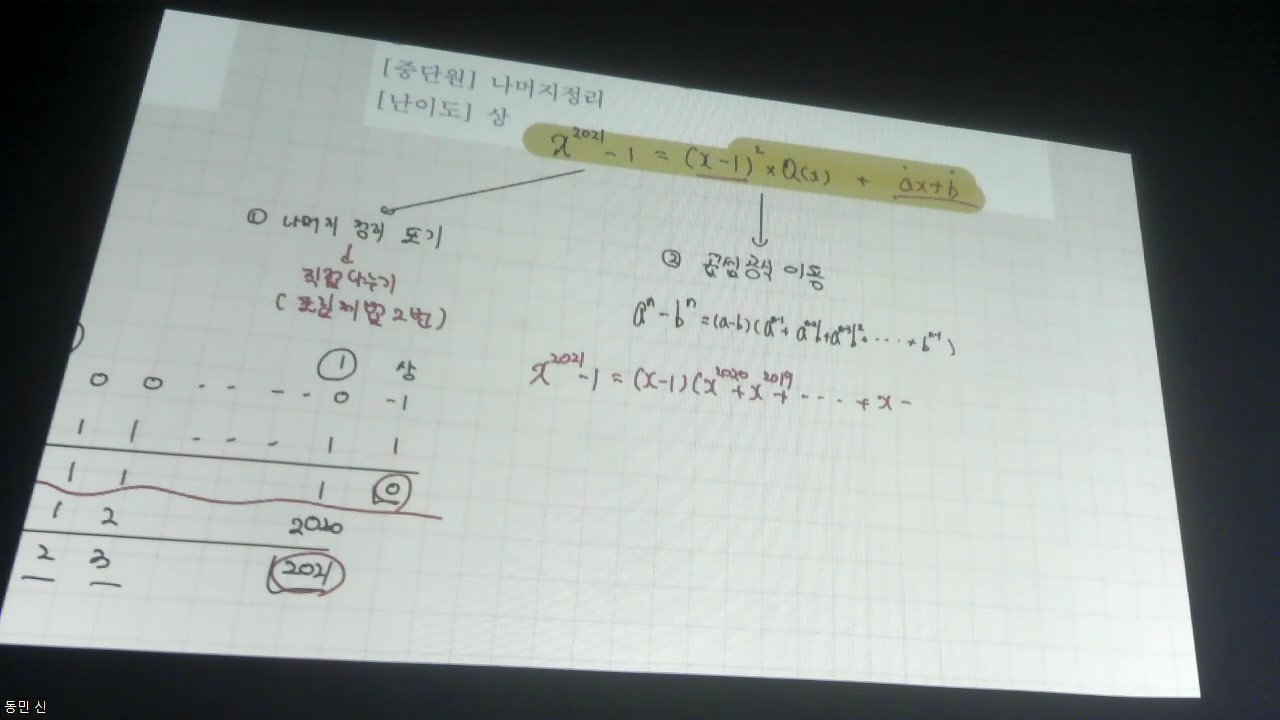 [중단원] 나머지정리
[난이도] 상
x^2021 - 1 = (x-1)^2 × Q(x) + ax+b
① 나머지 정리 포기
↓
직접 나누기
(조립제법 2번)
② 곱셈공식 이용
a^n - b^n = (a-b)(a^n-1 + a^n-2 b + a^n-3 b^2 + ··· + b^n-1)
x^2021 - 1 = (x-1)(x^2020 + x^2019 + ···· + x -
1 상
0 0 ···· 0 -1
1 1 --- 1 1
1 1 1 0
1 2 2020
2 3 2021
동민 신